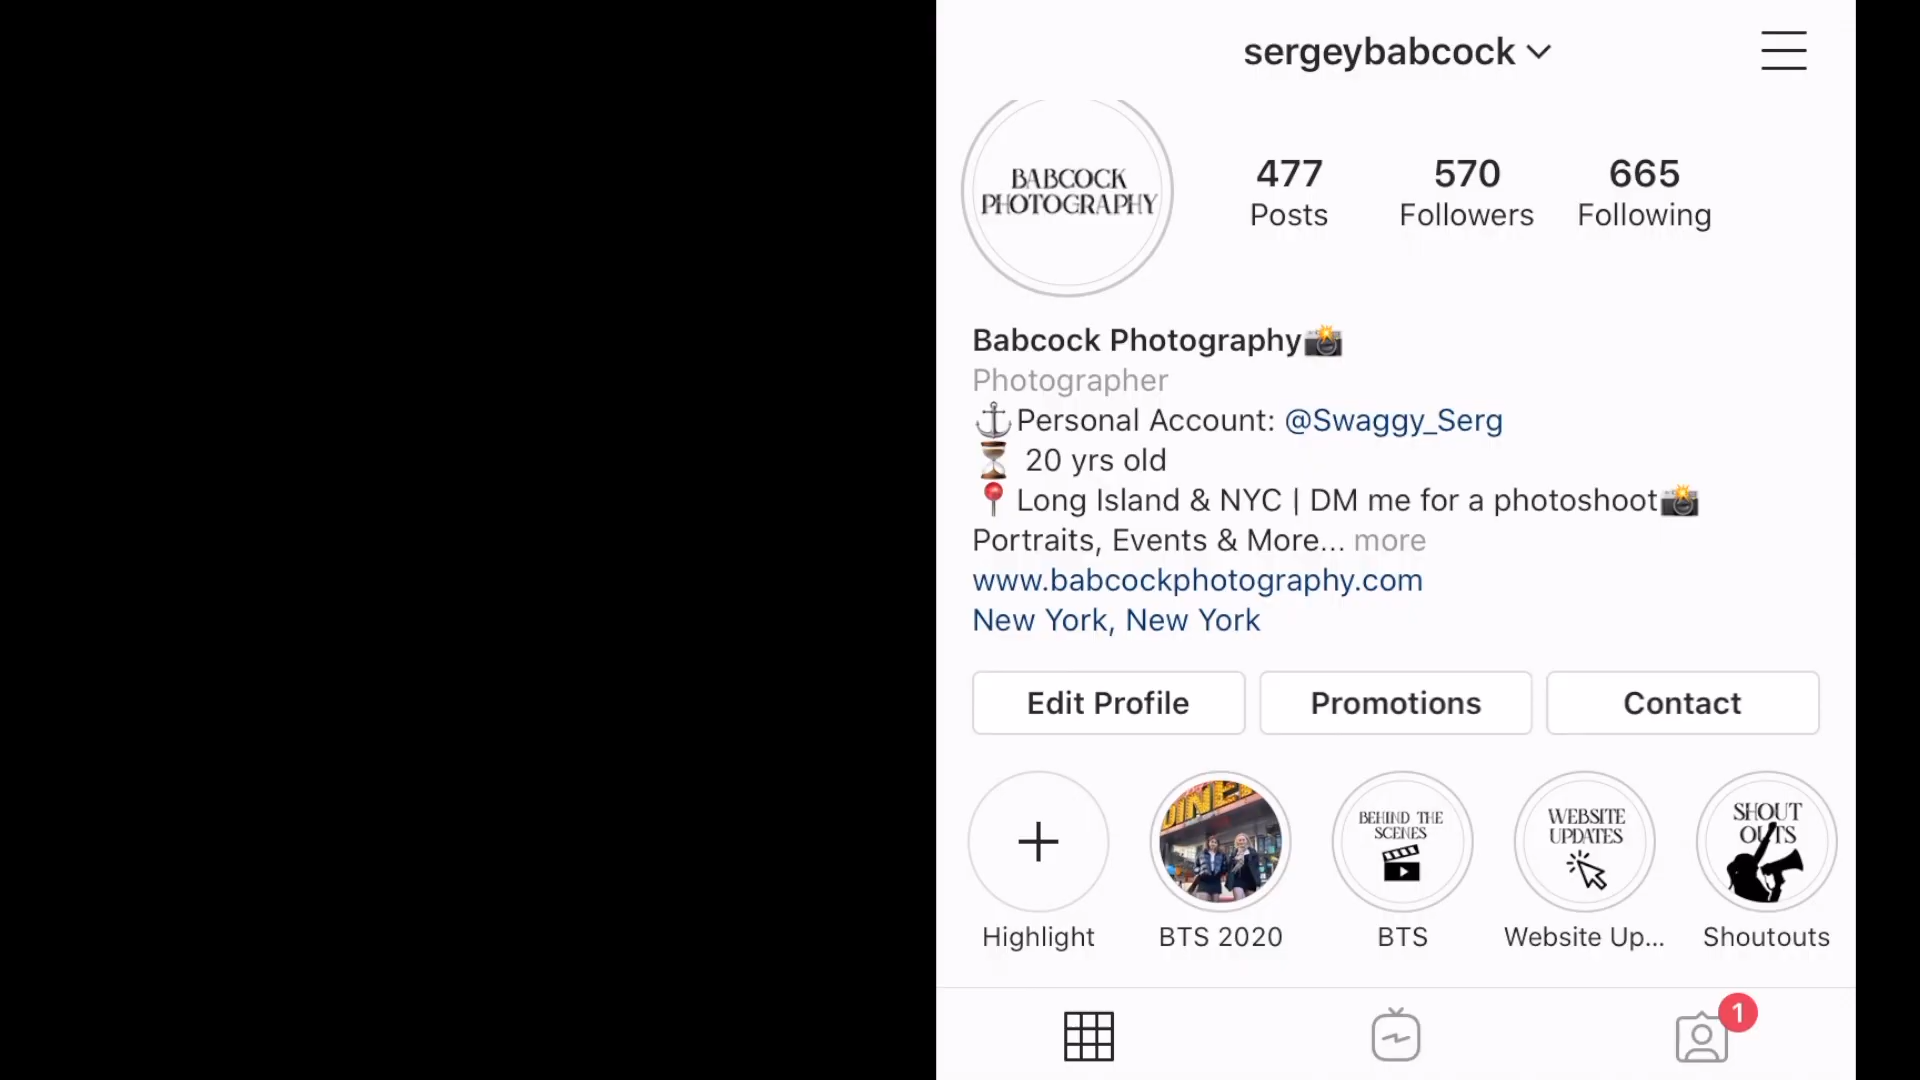 sergeybabcock
BABCOCK
PHOTOGRAPHY
477
Posts
570
Followers
665
Following
Babcock Photography📸
Photographer
⚓Personal Account: @Swaggy_Serg
⏳ 20 yrs old
📍Long Island & NYC | DM me for a photoshoot📸
Portraits, Events & More... more
www.babcockphotography.com
New York, New York
Edit Profile
Promotions
Contact
DINE
BEHIND THE
SCENES
WEBSITE
UPDATES
SHOUT
OUTS
Highlight
BTS 2020
BTS
Website Up...
Shoutouts
1